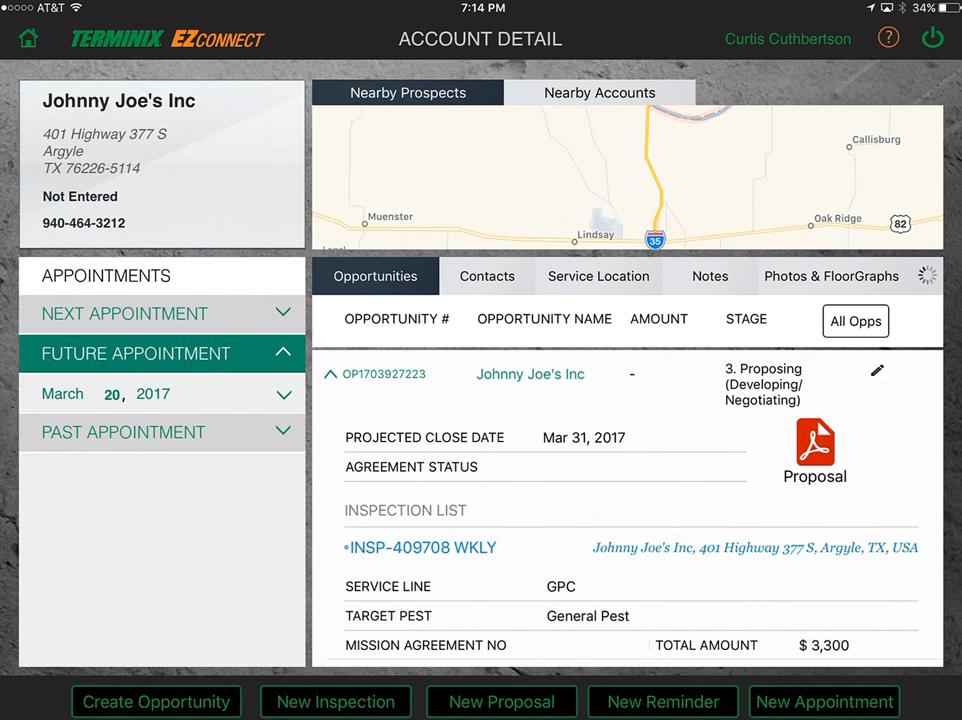 AT&T 7:14 PM 34%
TERMINIX EZCONNECT ACCOUNT DETAIL Curtis Cuthbertson ?
Johnny Joe's Inc
401 Highway 377 S
Argyle
TX 76226-5114
Not Entered
940-464-3212
Nearby Prospects Nearby Accounts
Callisburg
Muenster
Oak Ridge
82
Lindsay
35
APPOINTMENTS
NEXT APPOINTMENT
FUTURE APPOINTMENT
March 20, 2017
PAST APPOINTMENT
Opportunities Contacts Service Location Notes Photos & FloorGraphs
OPPORTUNITY # OPPORTUNITY NAME AMOUNT STAGE All Opps
OP1703927223 Johnny Joe's Inc - 3. Proposing
(Developing/
Negotiating)
PROJECTED CLOSE DATE Mar 31, 2017
AGREEMENT STATUS
Proposal
INSPECTION LIST
INSP-409708 WKLY Johnny Joe's Inc, 401 Highway 377 S, Argyle, TX, USA
SERVICE LINE GPC
TARGET PEST General Pest
MISSION AGREEMENT NO TOTAL AMOUNT $ 3,300
Create Opportunity New Inspection New Proposal New Reminder New Appointment